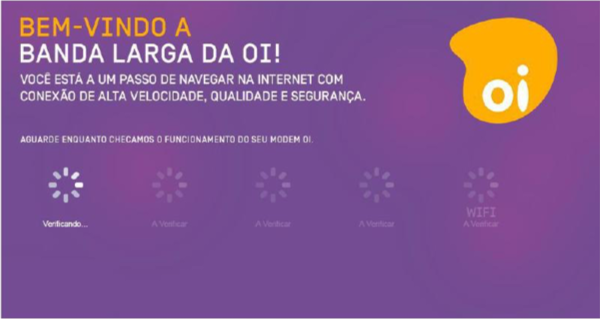 BEM-VINDO A
BANDA LARGA DA OI!
VOCÊ ESTÁ A UM PASSO DE NAVEGAR NA INTERNET COM
CONEXÃO DE ALTA VELOCIDADE, QUALIDADE E SEGURANÇA.
oi
AGUARDE ENQUANTO CHECAMOS O FUNCIONAMENTO DO SEU MODEM OI.
WIFI
Verificando... A Verificar A Verificar A Verificar A Verificar